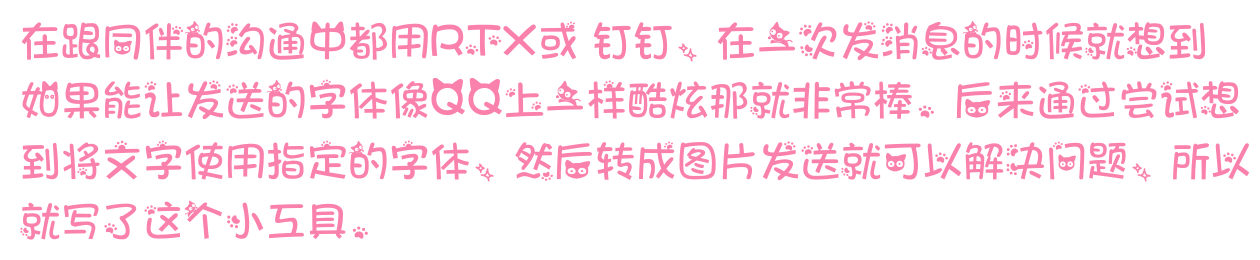 在跟同伴的沟通中都用RTX或 钉钉、在一次发消息的时候就想到
如果能让发送的字体像QQ上一样酷炫那就非常棒。后来通过尝试想
到将文字使用指定的字体、然后转成图片发送就可以解决问题、所以
就写了这个小工具。